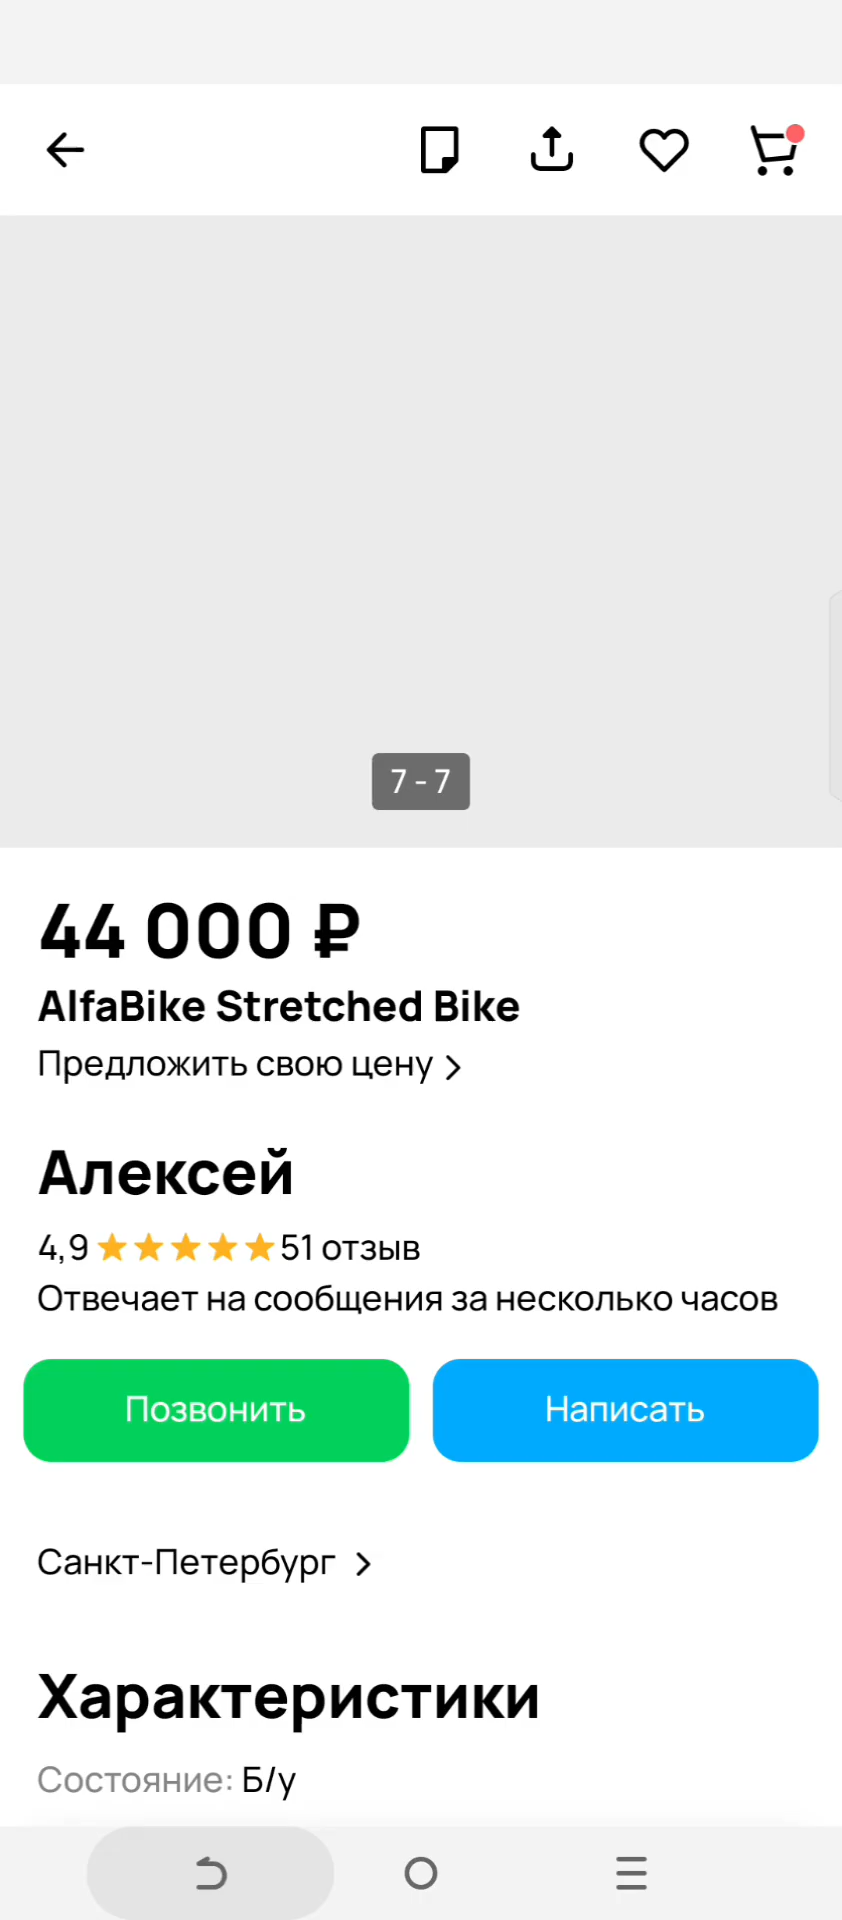 7 - 7
44 000 ₽
AlfaBike Stretched Bike
Предложить свою цену
Алексей
4,9 51 отзыв
Отвечает на сообщения за несколько часов
Позвонить Написать
Санкт-Петербург
Характеристики
Состояние: Б/у